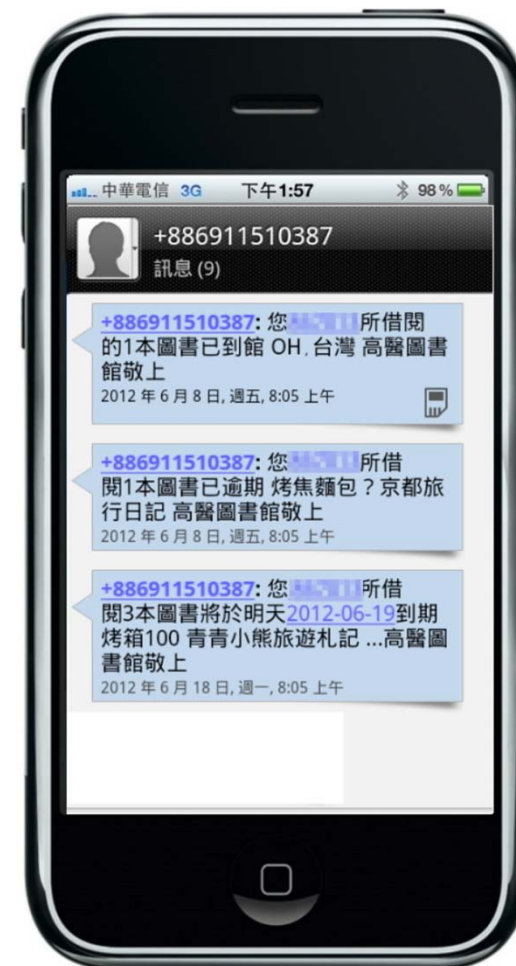 中華電信 3G 下午1:57 98%
+886911510387
訊息 (9)
+886911510387: 您 所借閱
的1本圖書已到館 OH, 台灣 高醫圖書
館敬上
2012 年 6 月 8 日, 週五, 8:05 上午
+886911510387: 您 所借
閱1本圖書已逾期 烤焦麵包？京都旅
行日記 高醫圖書館敬上
2012 年 6 月 8 日, 週五, 8:05 上午
+886911510387: 您 所借
閱3本圖書將於明天2012-06-19到期
烤箱100 青青小熊旅遊札記 ...高醫圖
書館敬上
2012 年 6 月 18 日, 週一, 8:05 上午